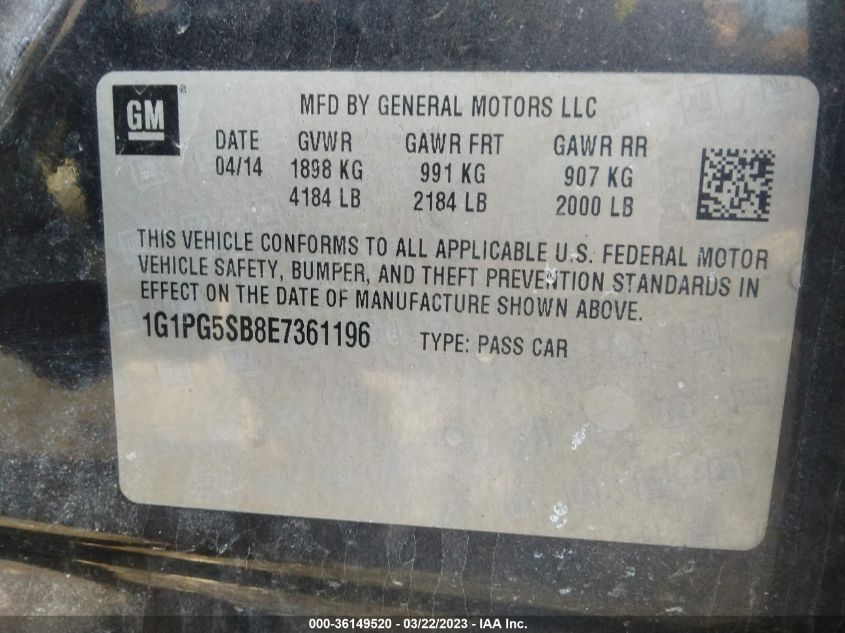 GM ®
MFD BY GENERAL MOTORS LLC
DATE GVWR GAWR FRT GAWR RR
04/14 1898 KG 991 KG 907 KG
4184 LB 2184 LB 2000 LB
THIS VEHICLE CONFORMS TO ALL APPLICABLE U.S. FEDERAL MOTOR
VEHICLE SAFETY, BUMPER, AND THEFT PREVENTION STANDARDS IN
EFFECT ON THE DATE OF MANUFACTURE SHOWN ABOVE.
1G1PG5SB8E7361196 TYPE: PASS CAR
000-36149520 - 03/22/2023 - IAA Inc.